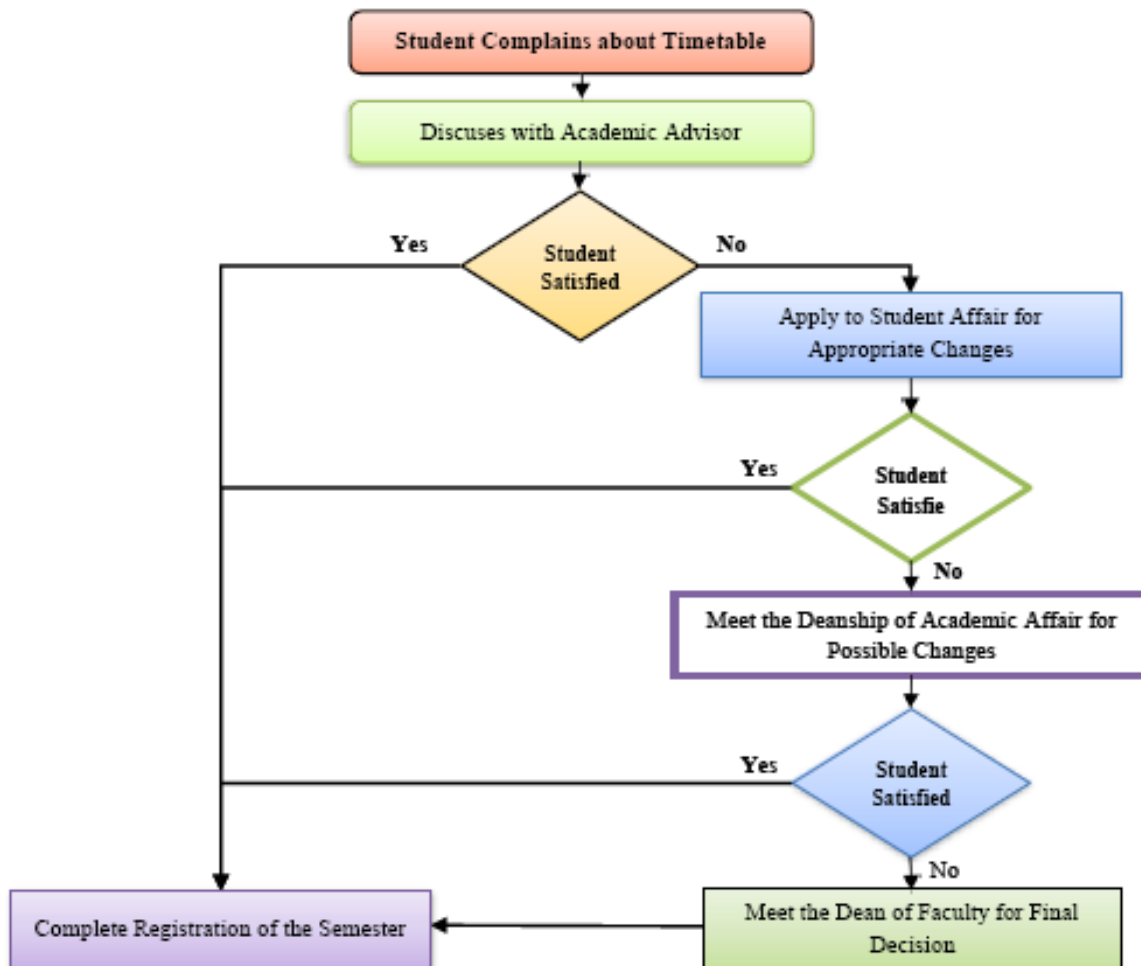 Student Complains about Timetable
Discuses with Academic Advisor
Yes
Student
Satisfied
No
Apply to Student Affair for
Appropriate Changes
Yes
Student
Satisfie
No
Meet the Deanship of Academic Affair for
Possible Changes
Yes
Student
Satisfied
No
Complete Registration of the Semester
Meet the Dean of Faculty for Final
Decision